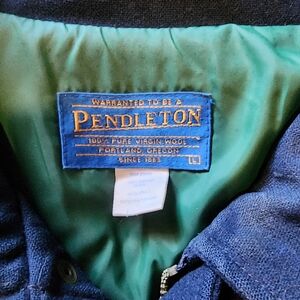 WARRANTED TO BE A
PENDLETON
100% PURE VIRGIN WOOL
PORTLAND, OREGON
SINCE 1863
L